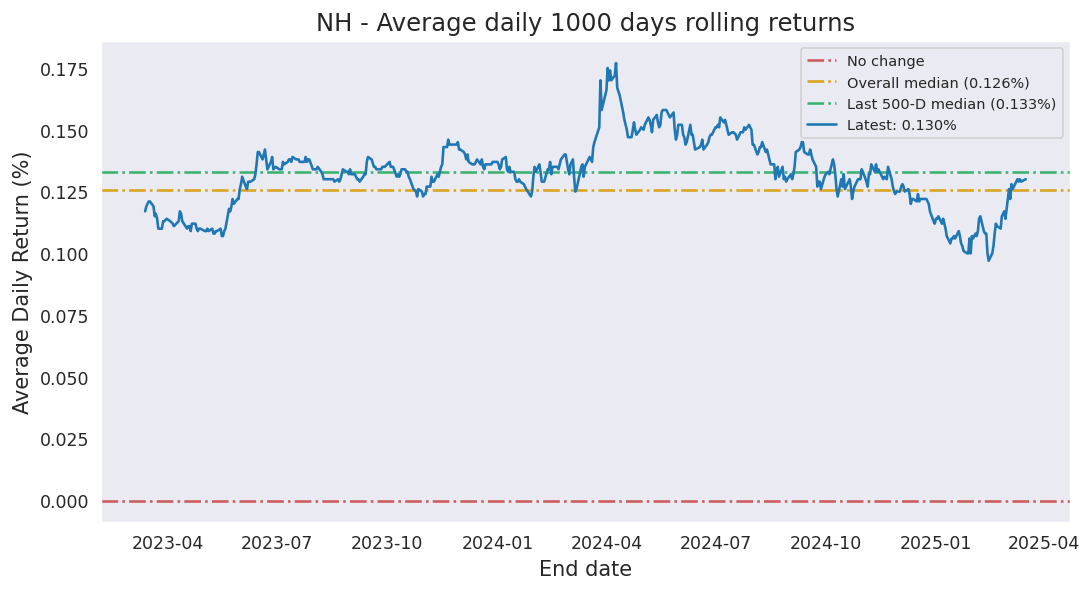 NH - Average daily 1000 days rolling returns
No change
Overall median (0.126%)
Last 500-D median (0.133%)
Latest: 0.130%
Average Daily Return (%)
0.175
0.150
0.125
0.100
0.075
0.050
0.025
0.000
2023-04 2023-07 2023-10 2024-01 2024-04 2024-07 2024-10 2025-01 2025-04
End date